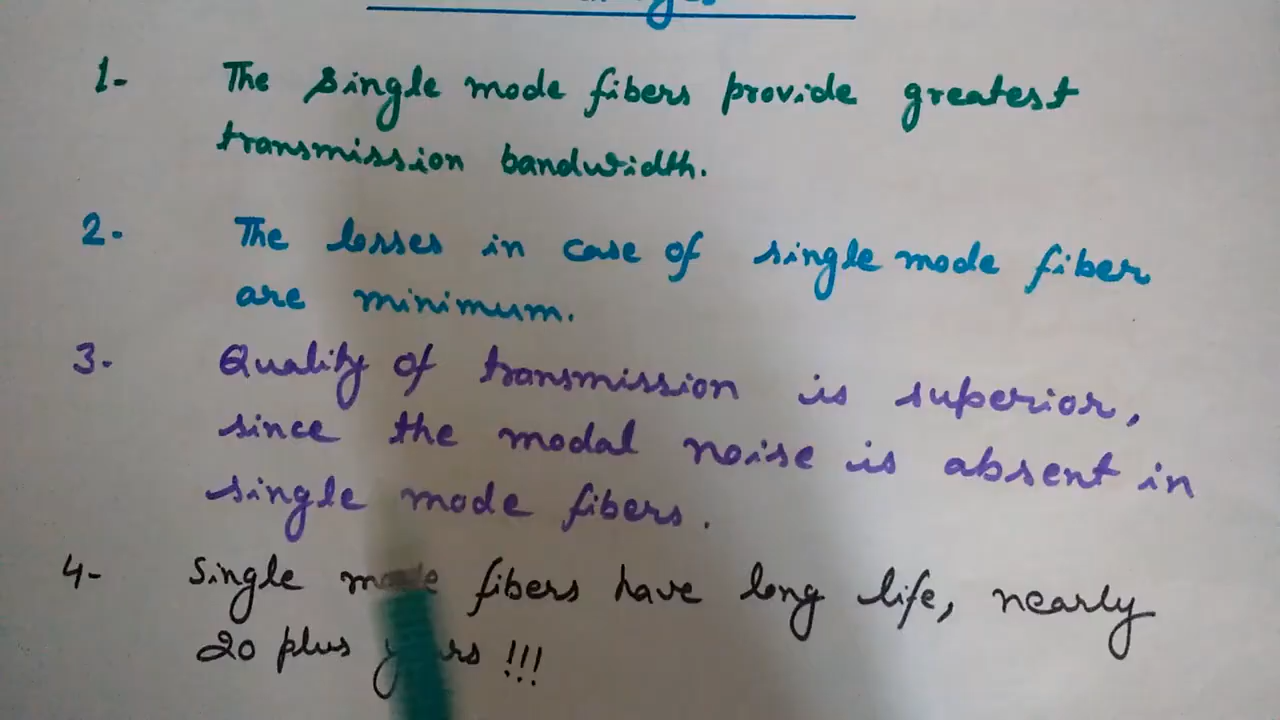 1- The single mode fibers provide greatest
transmission bandwidth.
2. The losses in case of single mode fiber
are minimum.
3. Quality of transmission is superior,
since the modal noise is absent in
single mode fibers.
4- Single mode fibers have long life, nearly
20 plus years !!!